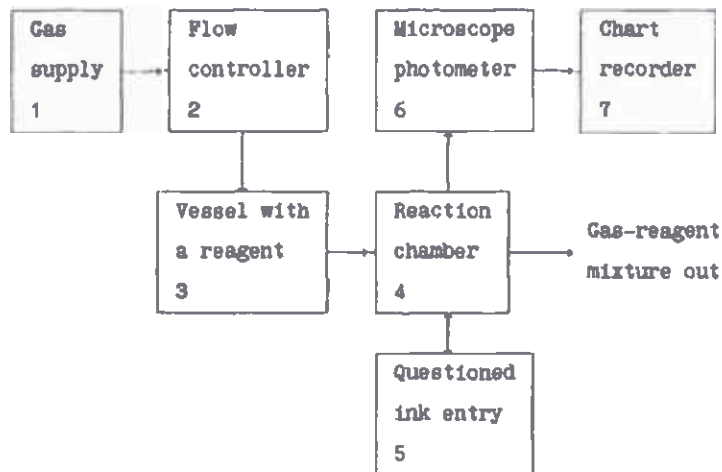 Gas
supply
1
Flow
controller
2
Microscope
photometer
6
Chart
recorder
7
Vessel with
a reagent
3
Reaction
chamber
4
Gas-reagent
mixture out
Questioned
ink entry
5